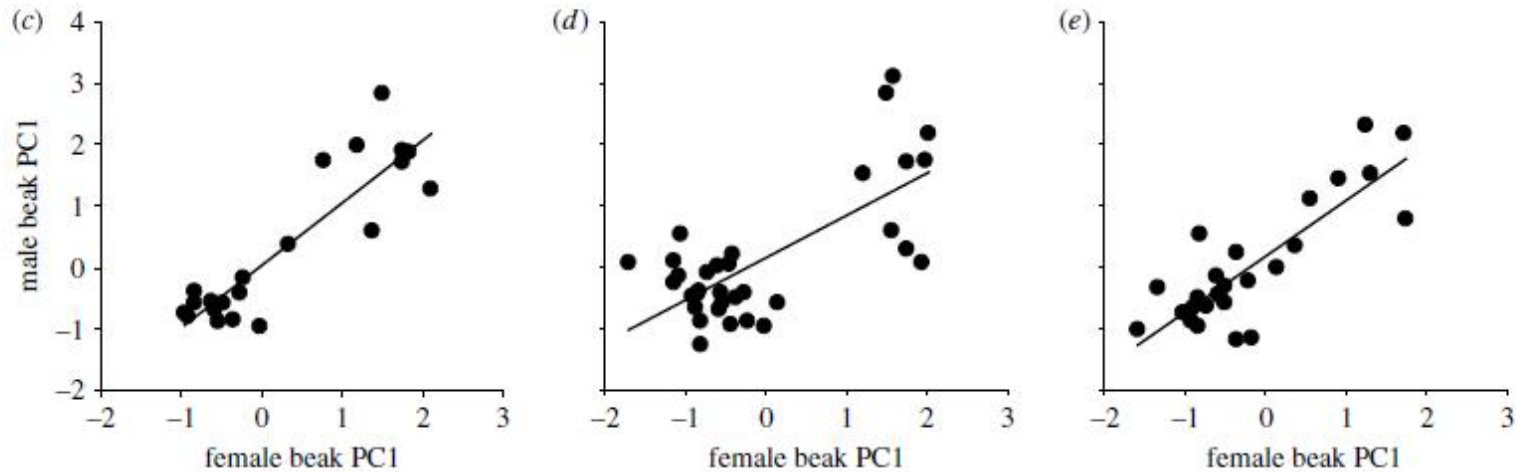 (c)
(d)
(e)
male beak PC1
4
3
2
1
0
–1
–2
–2 –1 0 1 2 3
–2 –1 0 1 2 3
–2 –1 0 1 2 3
female beak PC1
female beak PC1
female beak PC1